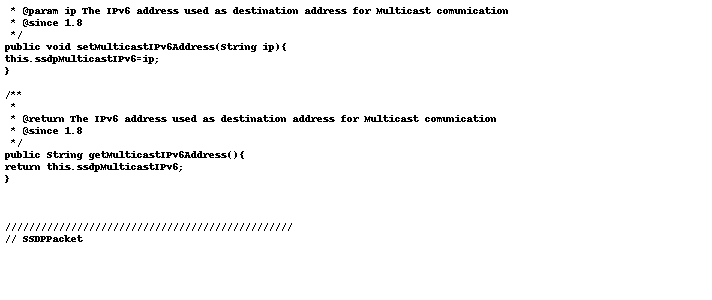 * @param ip The IPv6 address used as destination address for Multicast comunication
 * @since 1.8
 */
public void setMulticastIPv6Address(String ip){
this.ssdpMulticastIPv6=ip;
}
/**
 *
 * @return The IPv6 address used as destination address for Multicast comunication
 * @since 1.8
 */
public String getMulticastIPv6Address(){
return this.ssdpMulticastIPv6;
}
////////////////////////////////////////////////
// SSDPPacket